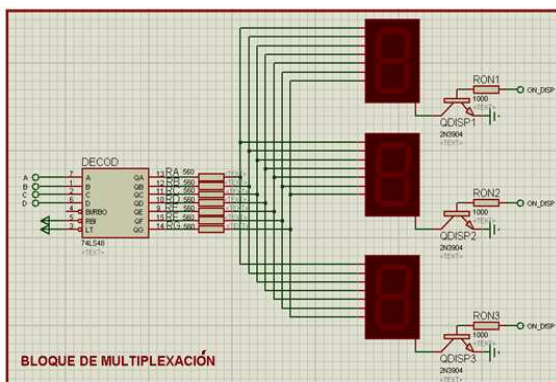 RON1
ON_DISP
1000
<TEXT>
QDISP1
2N3904
<TEXT>
DECOD
A 7 A QA 13 RA 560
B 1 B QB 12 RB 560
C 2 C QC 11 RC 560
D 6 D QD 10 RD 560
4 BI/RBO QE 9 RE 560
5 RBI QF 15 RF 560
3 LT QG 14 RG 560
74LS48
<TEXT>
RON2
ON_DISP
1000
<TEXT>
QDISP2
2N3904
<TEXT>
RON3
ON_DISP
1000
<TEXT>
QDISP3
2N3904
<TEXT>
BLOQUE DE MULTIPLEXACIÓN